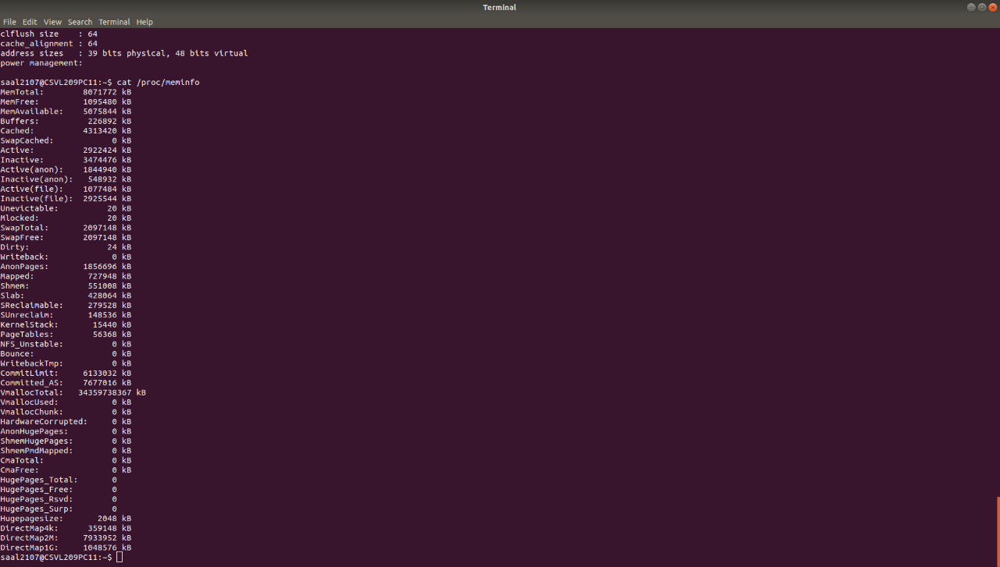 Terminal
File Edit View Search Terminal Help
clflush size    : 64
cache_alignment : 64
address sizes   : 39 bits physical, 48 bits virtual
power management:

saal2107@CSVL209PC11:~$ cat /proc/meminfo
MemTotal:        8071772 kB
MemFree:         1095480 kB
MemAvailable:    5075844 kB
Buffers:          226892 kB
Cached:          4313420 kB
SwapCached:            0 kB
Active:          2922424 kB
Inactive:        3474476 kB
Active(anon):    1844940 kB
Inactive(anon):   548932 kB
Active(file):    1077484 kB
Inactive(file):  2925544 kB
Unevictable:          20 kB
Mlocked:              20 kB
SwapTotal:       2097148 kB
SwapFree:        2097148 kB
Dirty:                24 kB
Writeback:             0 kB
AnonPages:       1856696 kB
Mapped:           727948 kB
Shmem:            551008 kB
Slab:             428064 kB
SReclaimable:     279528 kB
SUnreclaim:       148536 kB
KernelStack:       15440 kB
PageTables:        56368 kB
NFS_Unstable:          0 kB
Bounce:                0 kB
WritebackTmp:          0 kB
CommitLimit:     6133032 kB
Committed_AS:    7677016 kB
VmallocTotal:   34359738367 kB
VmallocUsed:           0 kB
VmallocChunk:          0 kB
HardwareCorrupted:     0 kB
AnonHugePages:         0 kB
ShmemHugePages:        0 kB
ShmemPmdMapped:        0 kB
CmaTotal:              0 kB
CmaFree:               0 kB
HugePages_Total:       0
HugePages_Free:        0
HugePages_Rsvd:        0
HugePages_Surp:        0
Hugepagesize:       2048 kB
DirectMap4k:      359148 kB
DirectMap2M:     7933952 kB
DirectMap1G:     1048576 kB
saal2107@CSVL209PC11:~$